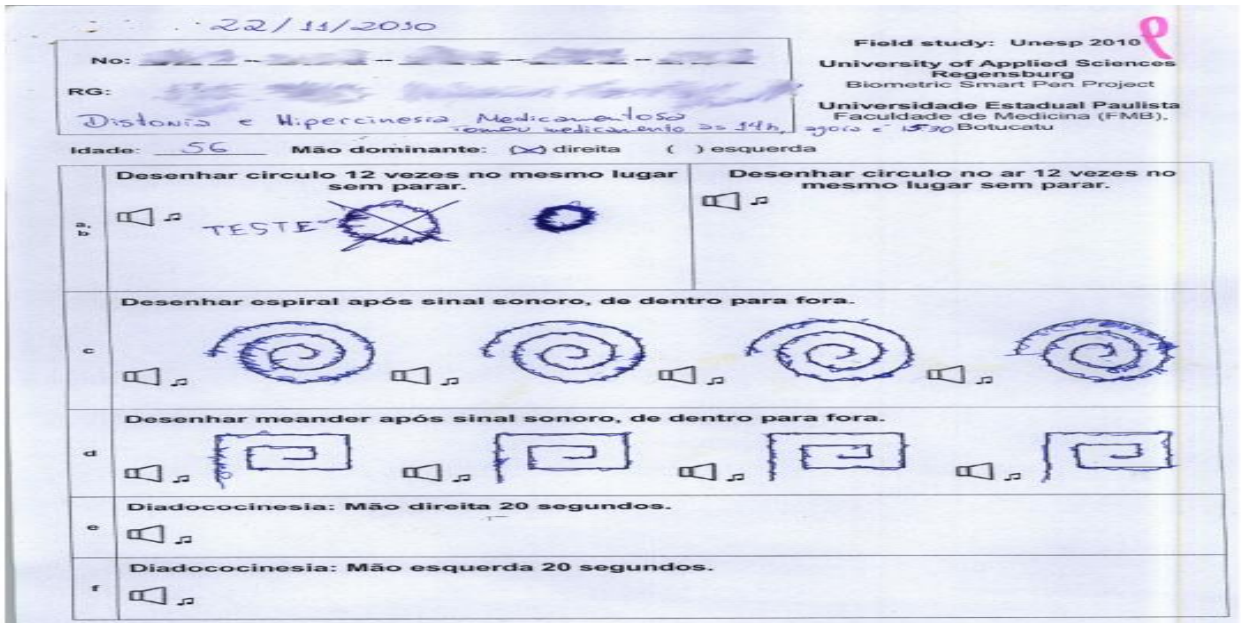 22/11/2010
Field study: Unesp 2010
P
No:
University of Applied Sciences
Regensburg
Biometric Smart Pen Project
RG:
Universidade Estadual Paulista
Faculdade de Medicina (FMB),
Botucatu
Distonia e Hipercinesia Medicamentosa
Tomou medicamento às 14h, agora é 15:30
Idade: 56 Mão dominante: (X) direita ( ) esquerda
a,
b
Desenhar circulo 12 vezes no mesmo lugar
sem parar.
TESTE
Desenhar circulo no ar 12 vezes no
mesmo lugar sem parar.
c
Desenhar espiral após sinal sonoro, de dentro para fora.
d
Desenhar meander após sinal sonoro, de dentro para fora.
e
Diadococinesia: Mão direita 20 segundos.
f
Diadococinesia: Mão esquerda 20 segundos.